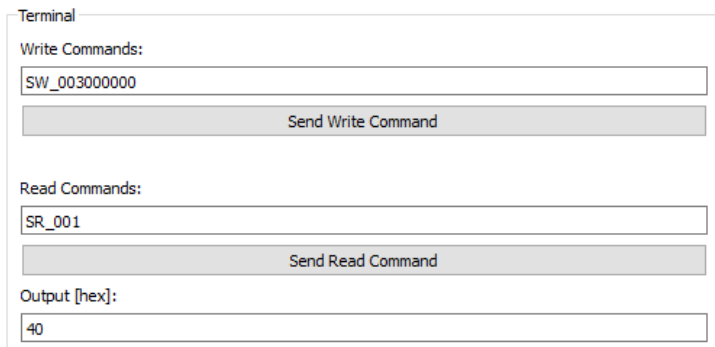 Terminal
Write Commands:
SW_003000000
Send Write Command
Read Commands:
SR_001
Send Read Command
Output [hex]:
40